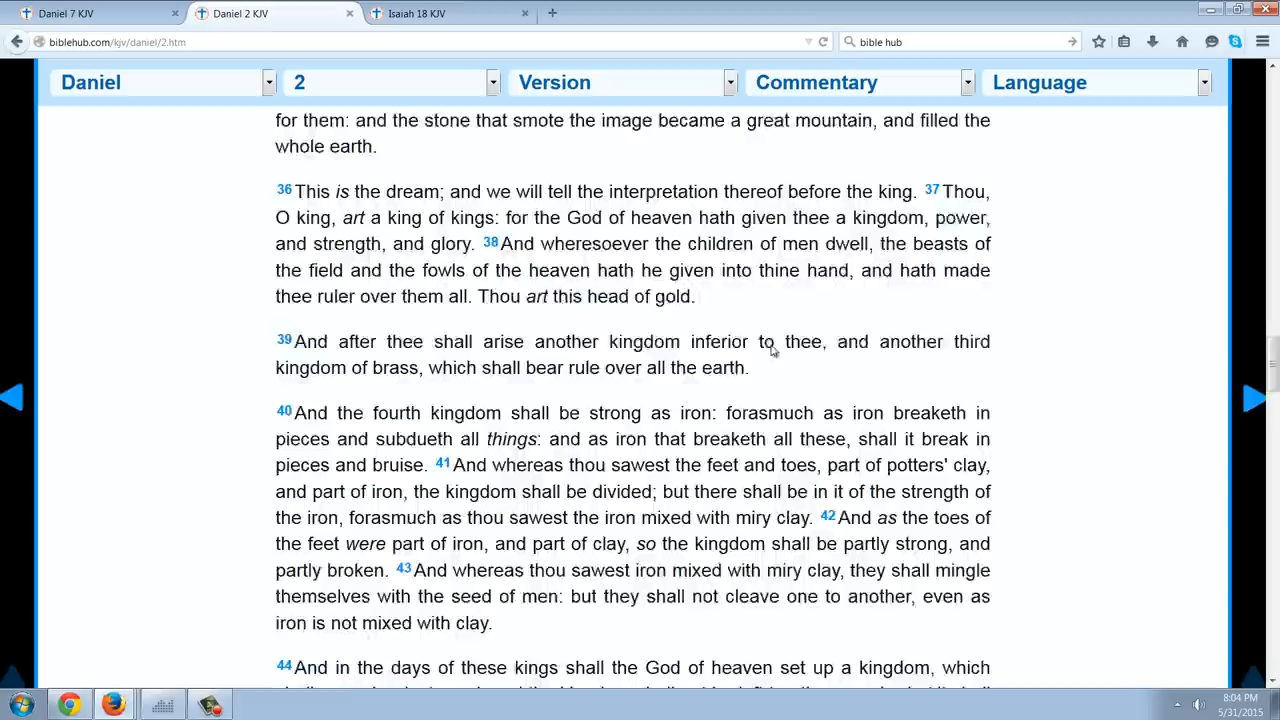 Daniel 7 KJV × Daniel 2 KJV × Isaiah 18 KJV ×
biblehub.com/kjv/daniel/2.htm bible hub
Daniel 2 Version Commentary Language
for them: and the stone that smote the image became a great mountain, and filled the
whole earth.
36 This is the dream; and we will tell the interpretation thereof before the king. 37 Thou,
O king, art a king of kings: for the God of heaven hath given thee a kingdom, power,
and strength, and glory. 38 And wheresoever the children of men dwell, the beasts of
the field and the fowls of the heaven hath he given into thine hand, and hath made
thee ruler over them all. Thou art this head of gold.
39 And after thee shall arise another kingdom inferior to thee, and another third
kingdom of brass, which shall bear rule over all the earth.
40 And the fourth kingdom shall be strong as iron: forasmuch as iron breaketh in
pieces and subdueth all things: and as iron that breaketh all these, shall it break in
pieces and bruise. 41 And whereas thou sawest the feet and toes, part of potters' clay,
and part of iron, the kingdom shall be divided; but there shall be in it of the strength of
the iron, forasmuch as thou sawest the iron mixed with miry clay. 42 And as the toes of
the feet were part of iron, and part of clay, so the kingdom shall be partly strong, and
partly broken. 43 And whereas thou sawest iron mixed with miry clay, they shall mingle
themselves with the seed of men: but they shall not cleave one to another, even as
iron is not mixed with clay.
44 And in the days of these kings shall the God of heaven set up a kingdom, which
8:04 PM
5/31/2015